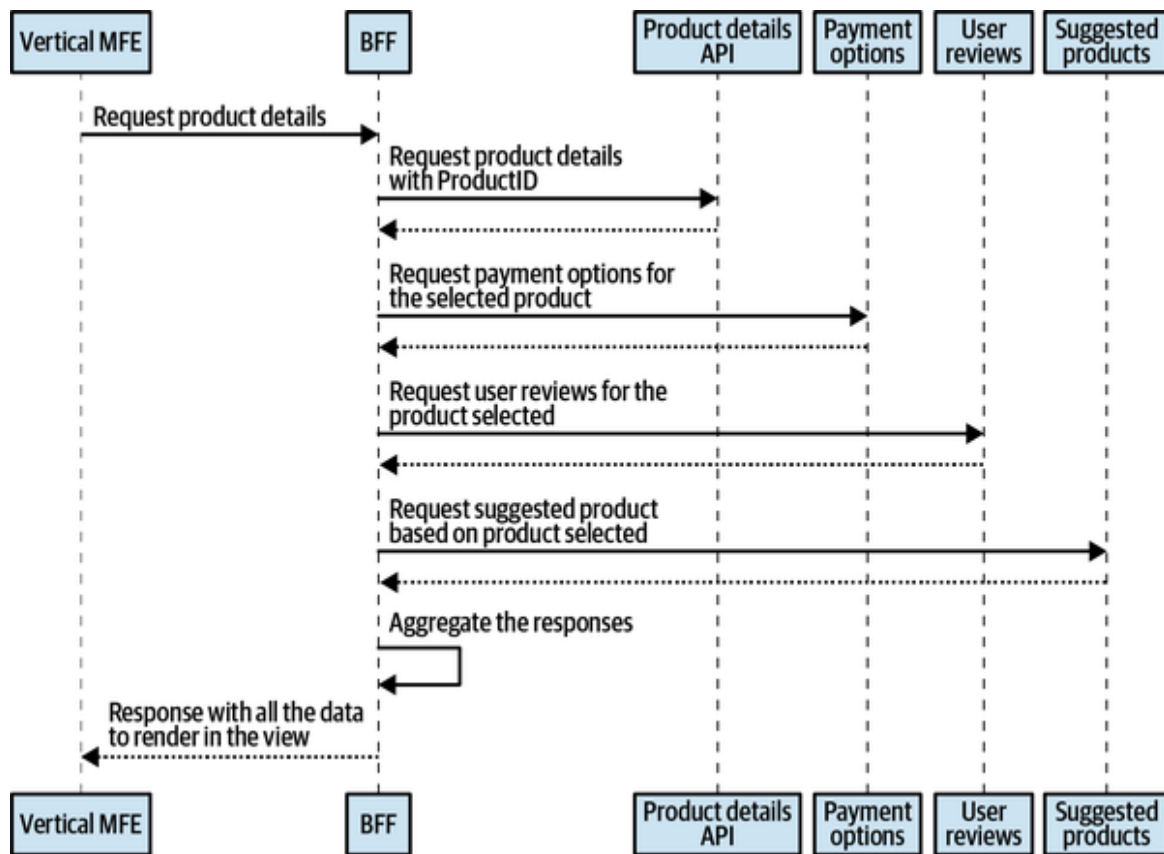 Vertical MFE
BFF
Product details
API
Payment
options
User
reviews
Suggested
products
Request product details
Request product details
with ProductID
Request payment options for
the selected product
Request user reviews for the
product selected
Request suggested product
based on product selected
Aggregate the responses
Response with all the data
to render in the view
Vertical MFE
BFF
Product details
API
Payment
options
User
reviews
Suggested
products